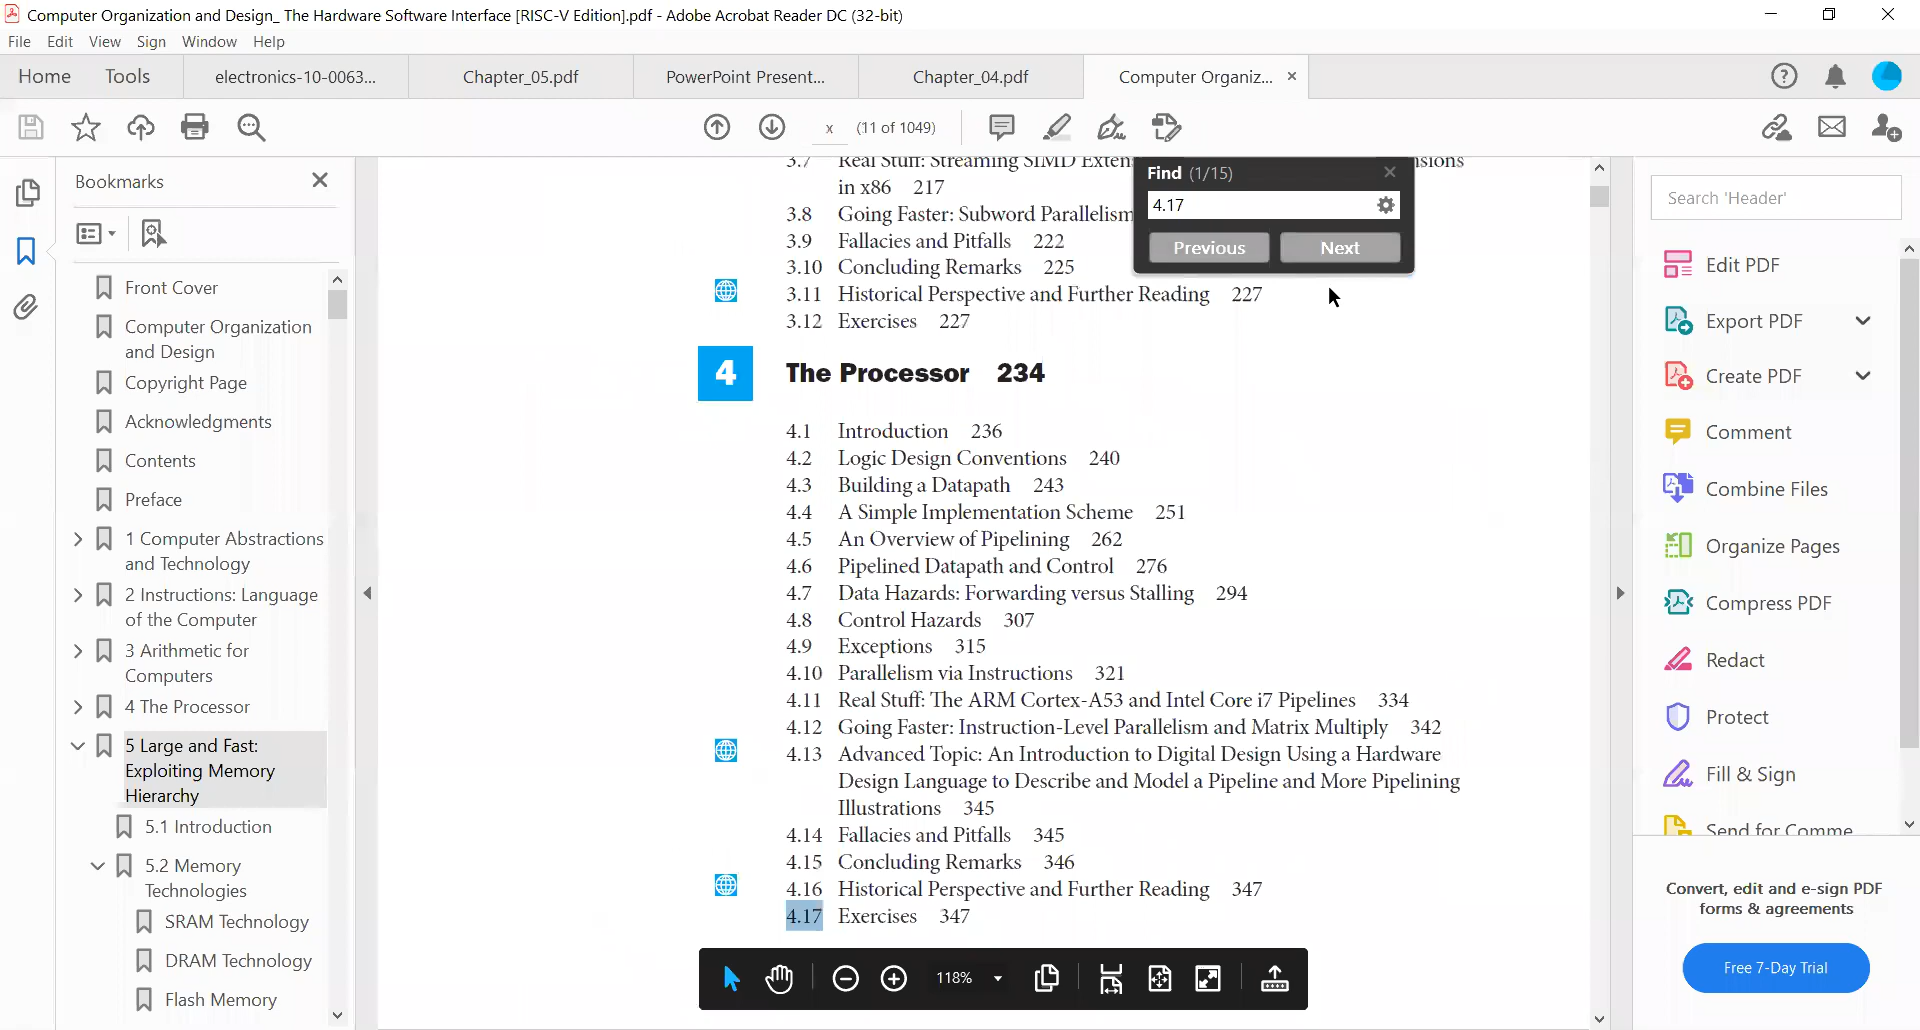 Computer Organization and Design_ The Hardware Software Interface [RISC-V Edition].pdf - Adobe Acrobat Reader DC (32-bit)
File Edit View Sign Window Help
Home Tools electronics-10-0063... Chapter_05.pdf PowerPoint Present... Chapter_04.pdf Computer Organiz...
x (11 of 1049)
Bookmarks
Front Cover
Computer Organization
and Design
Copyright Page
Acknowledgments
Contents
Preface
1 Computer Abstractions
and Technology
2 Instructions: Language
of the Computer
3 Arithmetic for
Computers
4 The Processor
5 Large and Fast:
Exploiting Memory
Hierarchy
5.1 Introduction
5.2 Memory
Technologies
SRAM Technology
DRAM Technology
Flash Memory
3.7 Real Stuff: Streaming SIMD Exten nsions
in x86 217
3.8 Going Faster: Subword Parallelism
3.9 Fallacies and Pitfalls 222
3.10 Concluding Remarks 225
3.11 Historical Perspective and Further Reading 227
3.12 Exercises 227
Find (1/15)
4.17
Previous Next
4 The Processor 234
4.1 Introduction 236
4.2 Logic Design Conventions 240
4.3 Building a Datapath 243
4.4 A Simple Implementation Scheme 251
4.5 An Overview of Pipelining 262
4.6 Pipelined Datapath and Control 276
4.7 Data Hazards: Forwarding versus Stalling 294
4.8 Control Hazards 307
4.9 Exceptions 315
4.10 Parallelism via Instructions 321
4.11 Real Stuff: The ARM Cortex-A53 and Intel Core i7 Pipelines 334
4.12 Going Faster: Instruction-Level Parallelism and Matrix Multiply 342
4.13 Advanced Topic: An Introduction to Digital Design Using a Hardware
Design Language to Describe and Model a Pipeline and More Pipelining
Illustrations 345
4.14 Fallacies and Pitfalls 345
4.15 Concluding Remarks 346
4.16 Historical Perspective and Further Reading 347
4.17 Exercises 347
118%
Search 'Header'
Edit PDF
Export PDF
Create PDF
Comment
Combine Files
Organize Pages
Compress PDF
Redact
Protect
Fill & Sign
Send for Comme
Convert, edit and e-sign PDF
forms & agreements
Free 7-Day Trial